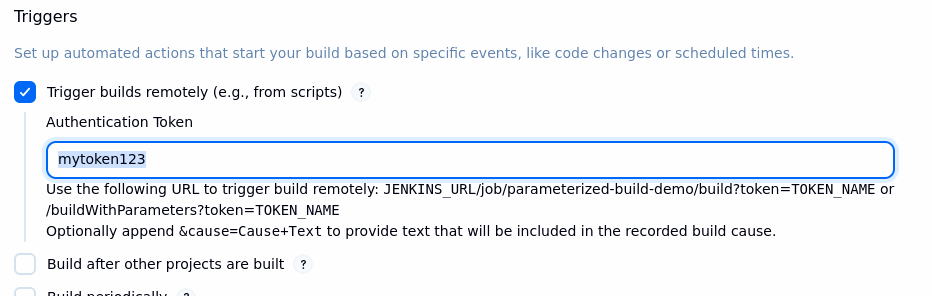 Triggers
Set up automated actions that start your build based on specific events, like code changes or scheduled times.
Trigger builds remotely (e.g., from scripts) ?
Authentication Token
mytoken123
Use the following URL to trigger build remotely: JENKINS_URL/job/parameterized-build-demo/build?token=TOKEN_NAME or
/buildWithParameters?token=TOKEN_NAME
Optionally append &cause=Cause+Text to provide text that will be included in the recorded build cause.
Build after other projects are built ?
Build periodically ?